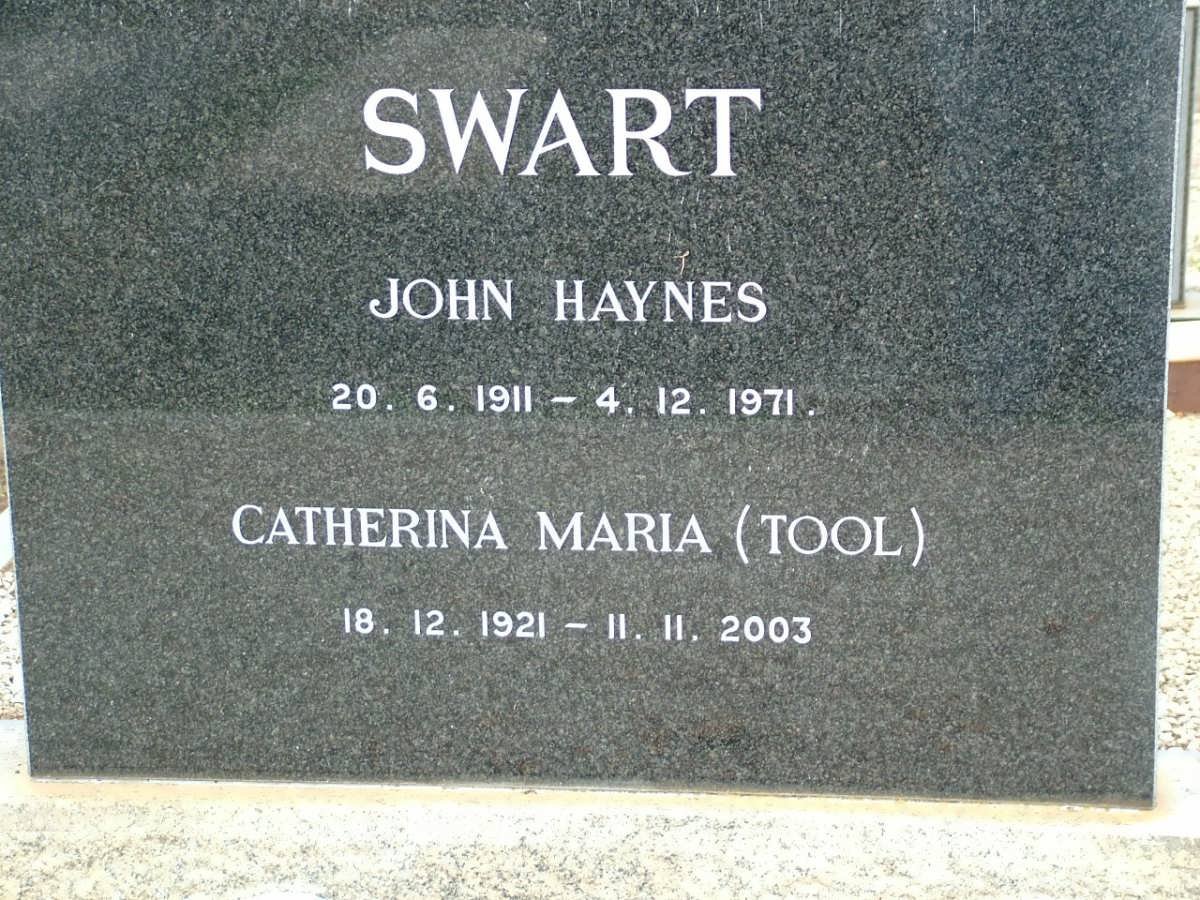 SWART
JOHN HAYNES
20. 6. 1911 – 4. 12. 1971.
CATHERINA MARIA (TOOL)
18. 12. 1921 – 11. 11. 2003